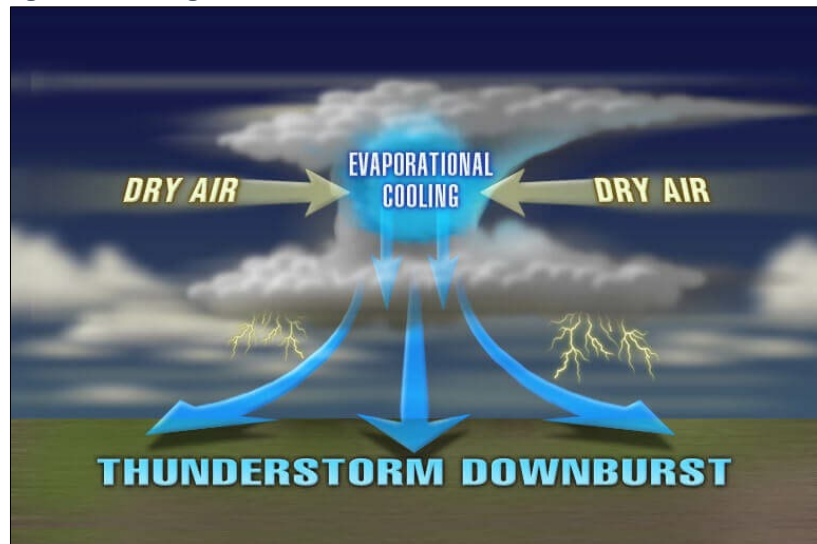 EVAPORATIONAL
COOLING
DRY AIR
DRY AIR
THUNDERSTORM DOWNBURST